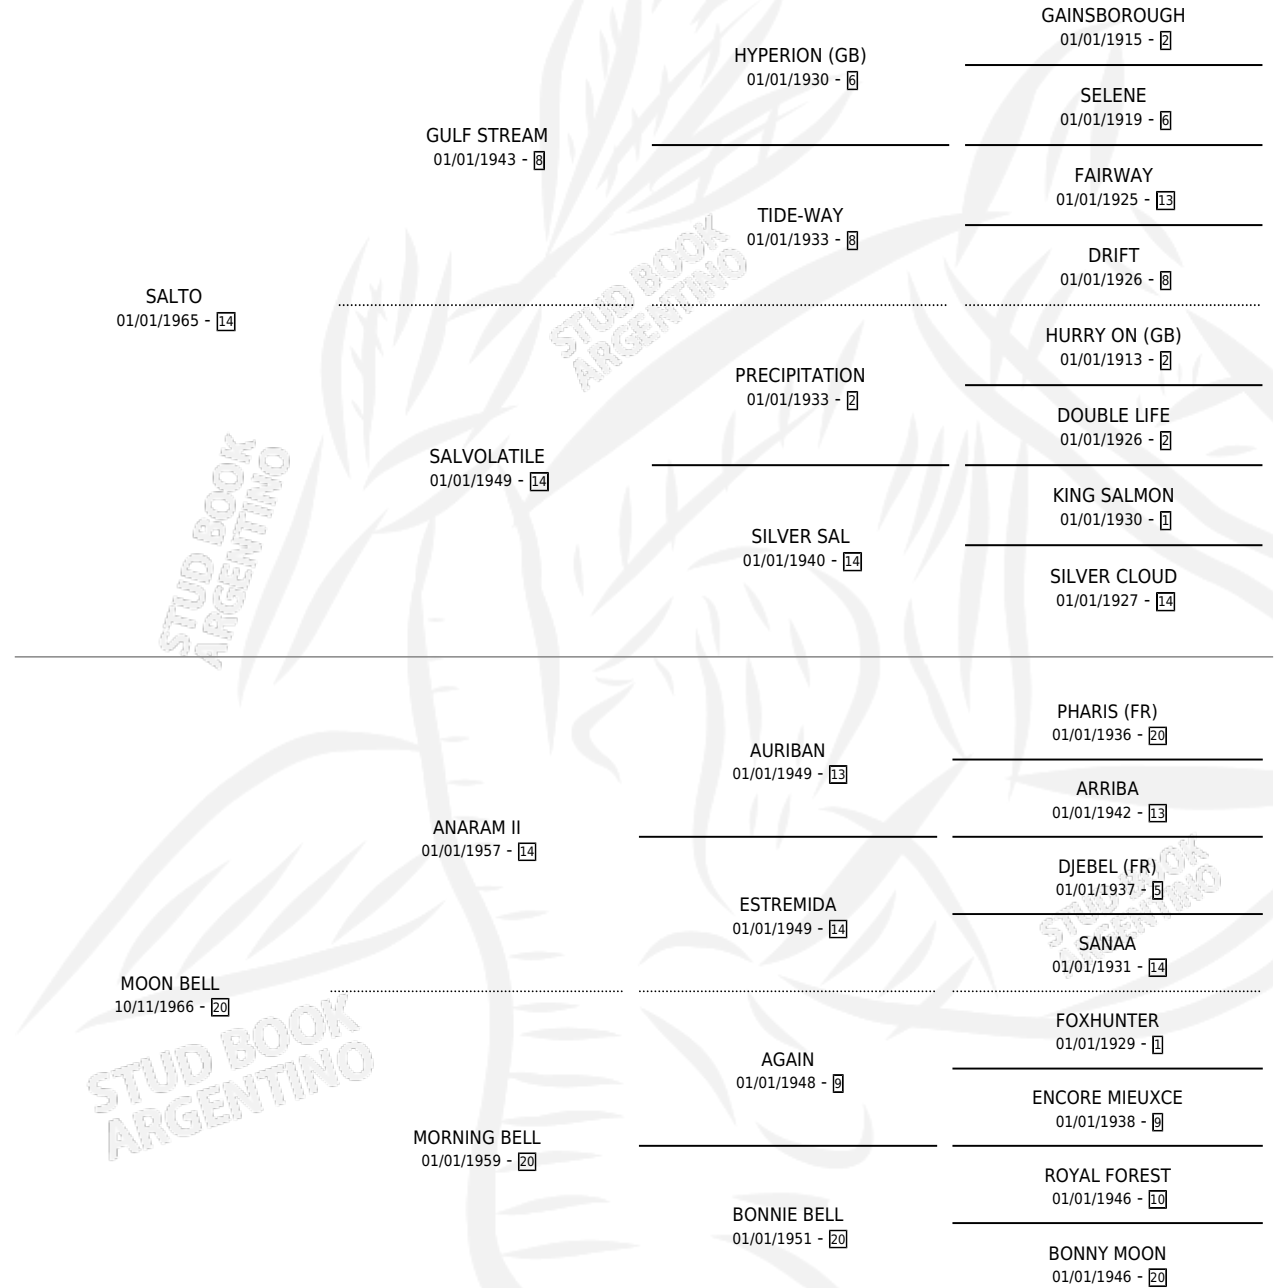 GAINSBOROUGH
01/01/1915 - 2
HYPERION (GB)
01/01/1930 - 6
SELENE
01/01/1919 - 6
GULF STREAM
01/01/1943 - 8
FAIRWAY
01/01/1925 - 13
TIDE-WAY
01/01/1933 - 8
DRIFT
01/01/1926 - 8
SALTO
01/01/1965 - 14
HURRY ON (GB)
01/01/1913 - 2
PRECIPITATION
01/01/1933 - 2
DOUBLE LIFE
01/01/1926 - 2
SALVOLATILE
01/01/1949 - 14
KING SALMON
01/01/1930 - 1
SILVER SAL
01/01/1940 - 14
SILVER CLOUD
01/01/1927 - 14
STUD BOOK
ARGENTINO
STUD BOOK
ARGENTINO
PHARIS (FR)
01/01/1936 - 20
AURIBAN
01/01/1949 - 13
ARRIBA
01/01/1942 - 13
ANARAM II
01/01/1957 - 14
DJEBEL (FR)
01/01/1937 - 5
ESTREMIDA
01/01/1949 - 14
SANAA
01/01/1931 - 14
MOON BELL
10/11/1966 - 20
FOXHUNTER
01/01/1929 - 1
AGAIN
01/01/1948 - 9
ENCORE MIEUXCE
01/01/1938 - 9
MORNING BELL
01/01/1959 - 20
ROYAL FOREST
01/01/1946 - 10
BONNIE BELL
01/01/1951 - 20
BONNY MOON
01/01/1946 - 20
STUD BOOK
ARGENTINO
STUD BOOK
ARGENTINO